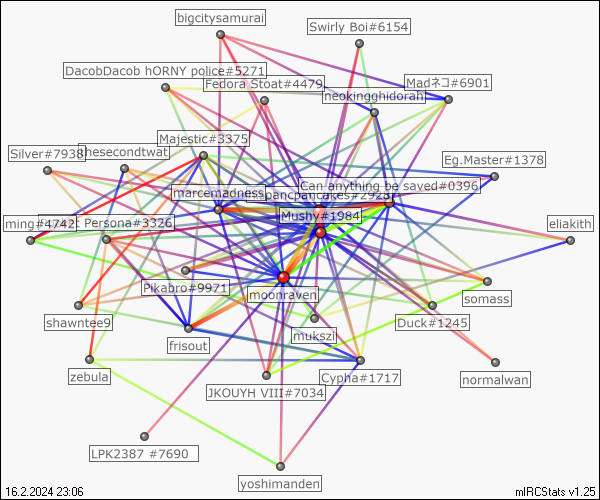 bigcitysamurai
Swirly Boi#6154
DacobDacob hORNY police#5271
Fedora Stoat#4479
Madネコ#6901
neokingghidorah
Majestic#3375
Silver#7938
thesecondtwat
Eg.Master#1378
Can anything be saved#0396
marcemadness
pancpancakes#2928
Mushy#1984
ming#4742
Persona#3326
eliakith
Pikabro#9971
moonraven
somass
shawntee9
mukszi
Duck#1245
frisout
zebula
JKOUYH VIII#7034
Cypha#1717
normalwan
LPK2387 #7690
yoshimanden
16.2.2024 23:06
mIRCStats v1.25